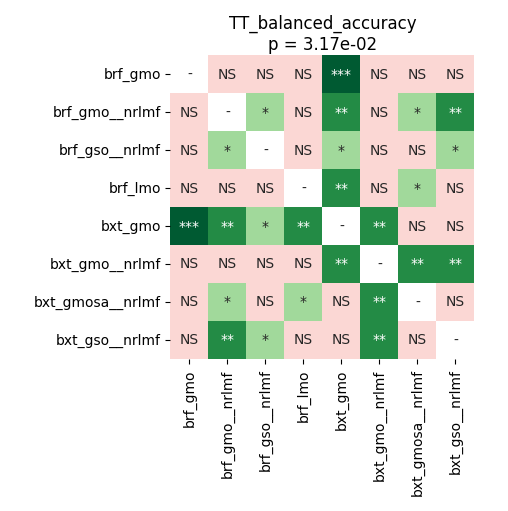 TT_balanced_accuracy
p = 3.17e-02
brf_gmo - NS NS NS *** NS NS NS
brf_gmo__nrlmf NS - * NS ** NS * **
brf_gso__nrlmf NS * - NS * NS NS *
brf_lmo NS NS NS - ** NS * NS
bxt_gmo *** ** * ** - ** NS NS
bxt_gmo__nrlmf NS NS NS NS ** - ** **
bxt_gmosa__nrlmf NS * NS * NS ** - NS
bxt_gso__nrlmf NS ** * NS NS ** NS -
brf_gmo
brf_gmo__nrlmf
brf_gso__nrlmf
brf_lmo
bxt_gmo
bxt_gmo__nrlmf
bxt_gmosa__nrlmf
bxt_gso__nrlmf